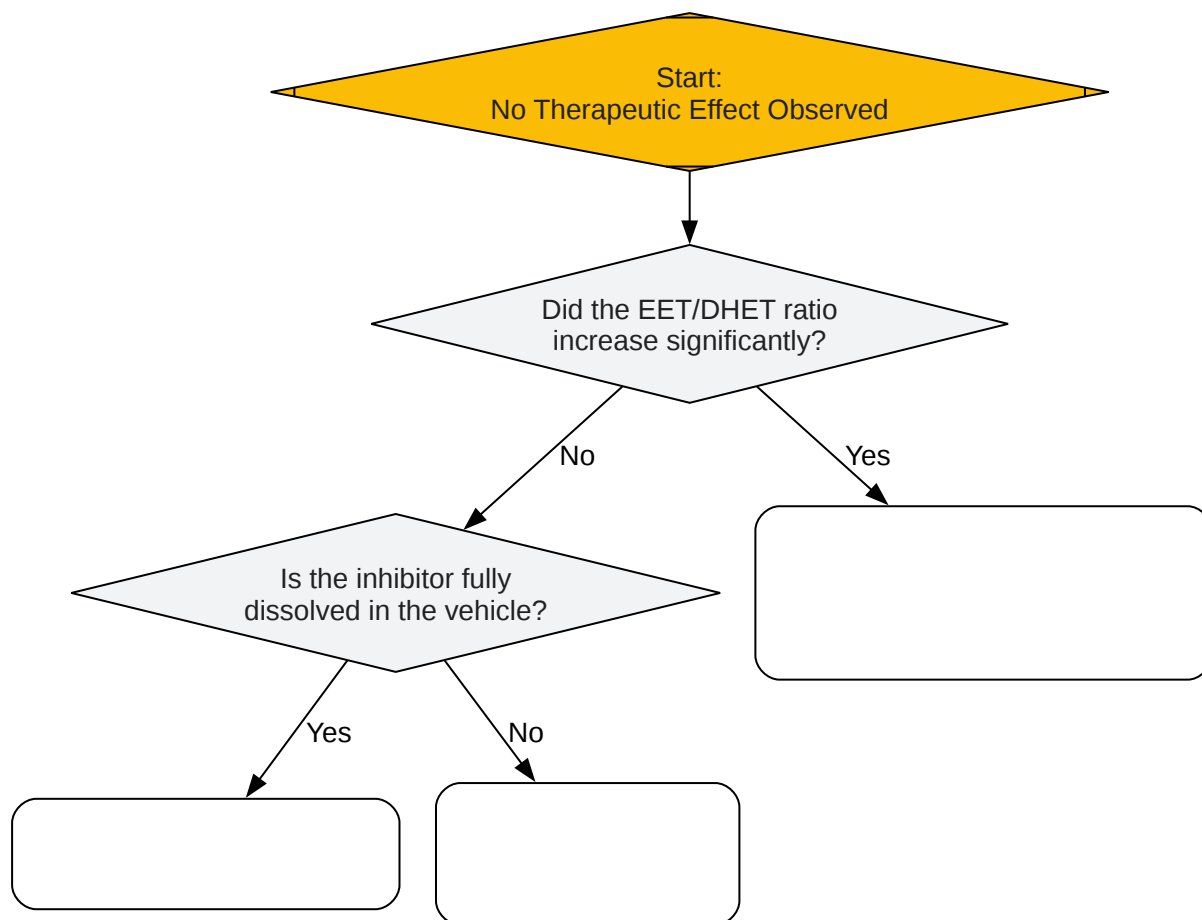 Start:
No Therapeutic Effect Observed
Did the EET/DHET ratio
increase significantly?
No
Yes
Is the inhibitor fully
dissolved in the vehicle?
Yes
No